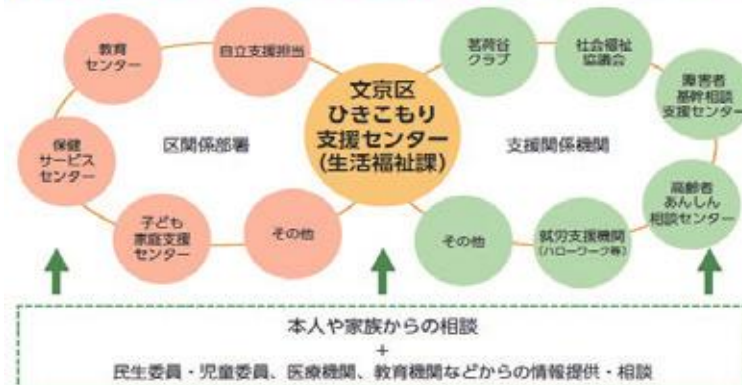 教育
センター
自立支援担当
保健
サービス
センター
区関係部署
子ども
家庭支援
センター
その他
文京区
ひきこもり
支援センター
(生活福祉課)
茗荷谷
クラブ
社会福祉
協議会
障害者
基幹相談
支援センター
支援関係機関
高齢者
あんしん
相談センター
その他
就労支援機関
(ハローワーク等)
本人や家族からの相談
+
民生委員・児童委員、医療機関、教育機関などからの情報提供・相談